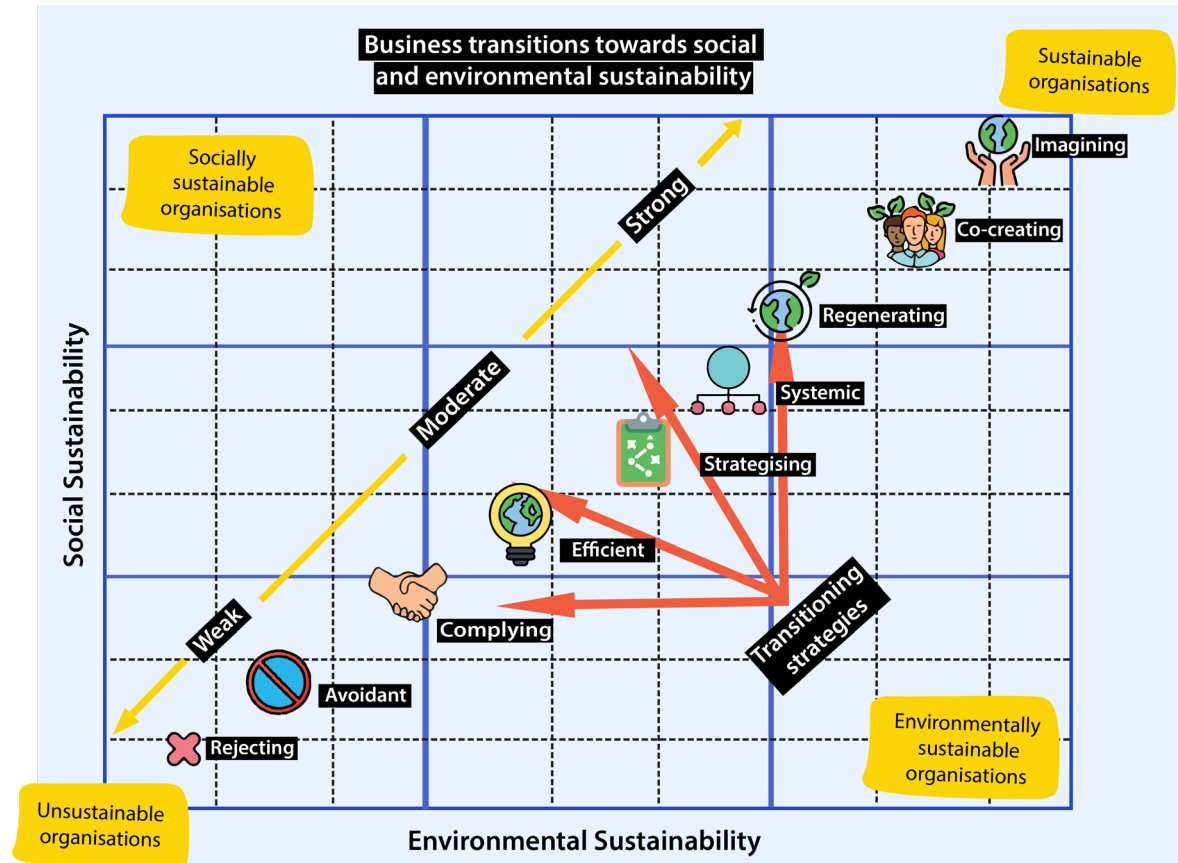 Business transitions towards social
and environmental sustainability
Sustainable
organisations
Socially
sustainable
organisations
Imagining
Strong
Co-creating
Regenerating
Moderate
Systemic
Strategising
Social Sustainability
Efficient
Transitioning
strategies
Complying
Weak
Avoidant
Environmentally
sustainable
organisations
Rejecting
Unsustainable
organisations
Environmental Sustainability